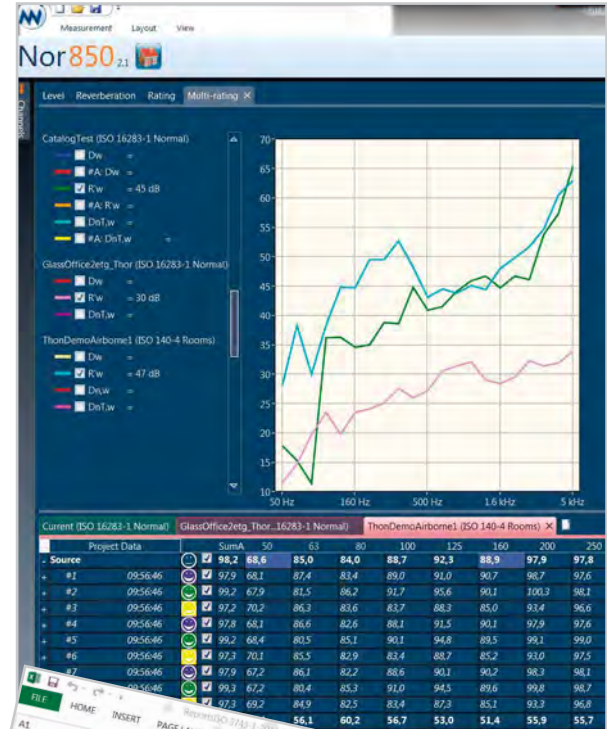 Measurement Layout View
Nor850 2.1
Channels
Level Reverberation Rating Multi-rating ×
CatalogTest (ISO 16283-1 Normal)
Dw =
#A: Dw =
R'w = 45 dB
#A: R'w =
DnT,w =
#A: DnT,w =
GlassOffice2etg_Thor (ISO 16283-1 Normal)
Dw =
R'w = 30 dB
DnT,w =
ThonDemoAirborne1 (ISO 140-4 Rooms)
Dw =
R'w = 47 dB
Dn,w =
DnT,w =
70
60
55
50
45
40
35
30
25
20
15
10
50 Hz 160 Hz 500 Hz 1.6 kHz 5 kHz
Current (ISO 16283-1 Normal) GlassOffice2etg_Thor...16283-1 Normal) ThonDemoAirborne1 (ISO 140-4 Rooms) ×
Project Data SumA 50 63 80 100 125 160 200 250
Source 98,2 68,6 85,0 84,0 88,7 92,3 88,9 97,9 97,8
#1 09:56:46 97,9 68,1 87,4 83,4 89,0 91,0 90,7 98,7 97,6
#2 09:56:46 99,2 67,9 81,5 86,2 91,7 95,6 90,1 100,3 98,1
#3 09:56:46 97,2 70,2 86,3 83,6 83,7 88,3 85,0 93,4 96,6
#4 09:56:46 97,8 68,1 86,6 82,6 88,1 91,5 90,1 97,9 97,6
#5 09:56:46 99,2 68,4 80,5 85,1 90,1 94,8 89,5 99,1 99,0
#6 09:56:46 97,3 70,1 85,5 82,9 83,4 88,7 85,2 93,0 97,5
#7 09:56:46 97,9 67,2 86,1 82,2 88,6 90,1 90,2 98,3 98,1
09:56:46 99,3 67,2 80,4 85,3 91,0 94,5 89,6 99,8 98,7
97,3 69,2 84,9 82,5 83,4 87,3 85,1 93,3 96,8
56,1 60,2 56,7 53,0 51,4 55,9 55,7
FILE HOME INSERT
A1